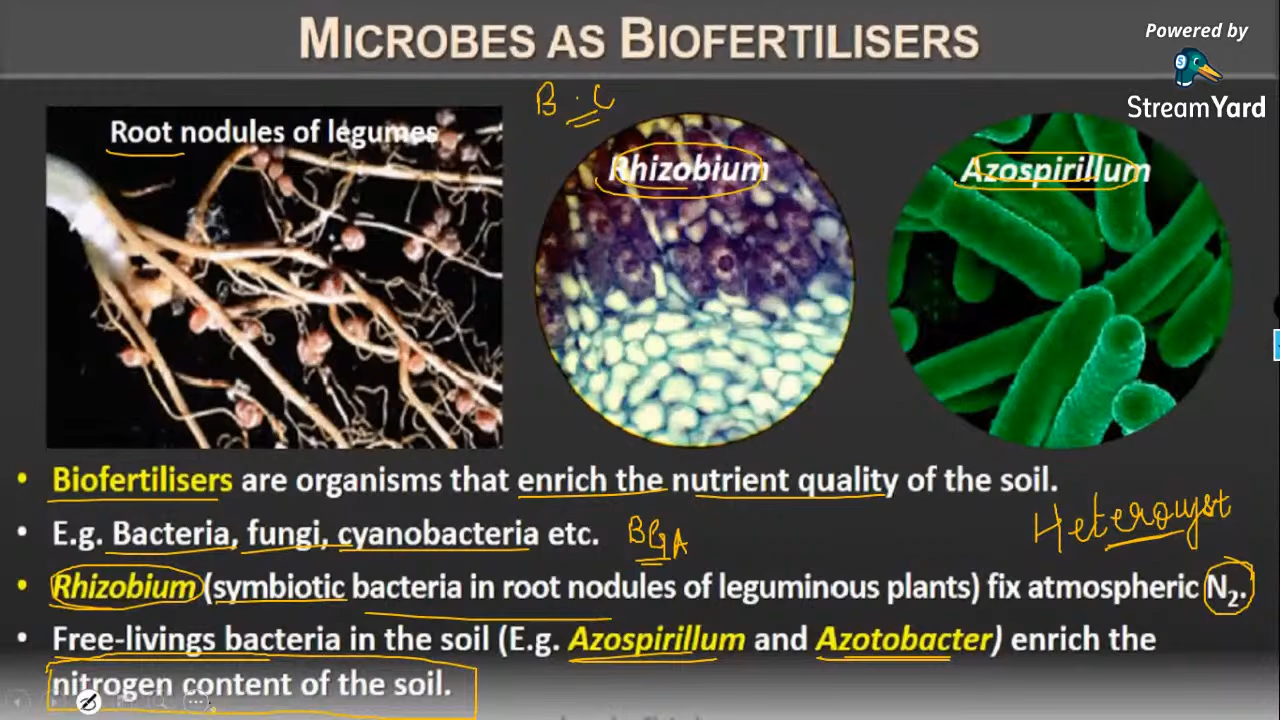 MICROBES AS BIOFERTILISERS
Powered by
StreamYard
B.C
Root nodules of legumes
Rhizobium
Azospirillum
• Biofertilisers are organisms that enrich the nutrient quality of the soil.
Heterocyst
• E.g. Bacteria, fungi, cyanobacteria etc. BGA
• Rhizobium (symbiotic bacteria in root nodules of leguminous plants) fix atmospheric N₂.
• Free-livings bacteria in the soil (E.g. Azospirillum and Azotobacter) enrich the
nitrogen content of the soil.